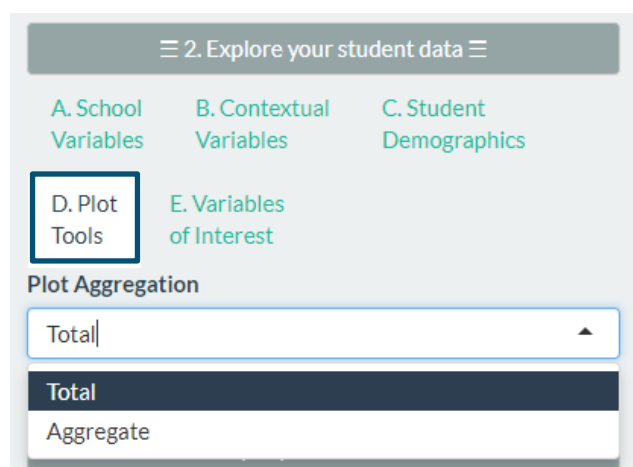 ☰ 2. Explore your student data ☰
A. School Variables
B. Contextual Variables
C. Student Demographics
D. Plot Tools
E. Variables of Interest
Plot Aggregation
Total
Total
Aggregate